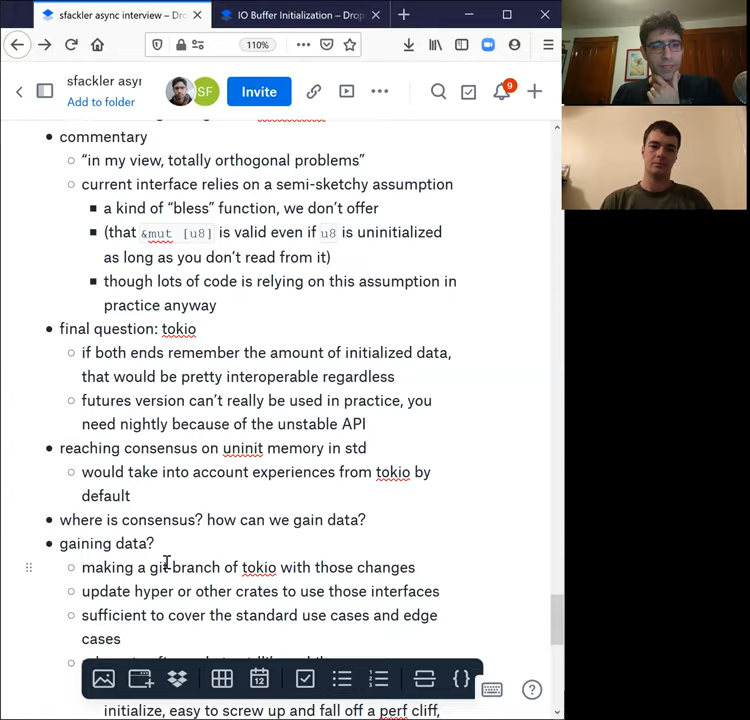 sfackler async interview – Dro
IO Buffer Initialization – Drop
110%
9
sfackler asyr
Add to folder
SF
Invite
commentary
"in my view, totally orthogonal problems"
current interface relies on a semi-sketchy assumption
a kind of "bless" function, we don't offer
(that &mut [u8] is valid even if u8 is uninitialized
as long as you don't read from it)
though lots of code is relying on this assumption in
practice anyway
final question: tokio
if both ends remember the amount of initialized data,
that would be pretty interoperable regardless
futures version can't really be used in practice, you
need nightly because of the unstable API
reaching consensus on uninit memory in std
would take into account experiences from tokio by
default
where is consensus? how can we gain data?
gaining data?
making a git branch of tokio with those changes
update hyper or other crates to use those interfaces
sufficient to cover the standard use cases and edge
cases
12
{}
initialize, easy to screw up and fall off a perf cliff,